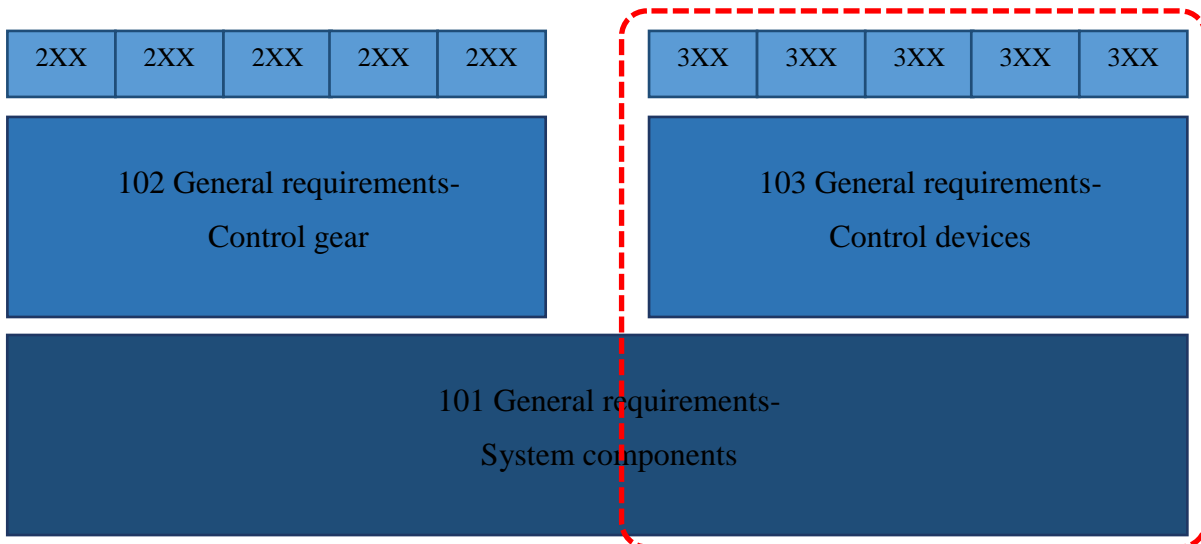 2XX 2XX 2XX 2XX 2XX 3XX 3XX 3XX 3XX 3XX
102 General requirements-
Control gear
103 General requirements-
Control devices
101 General requirements-
System components